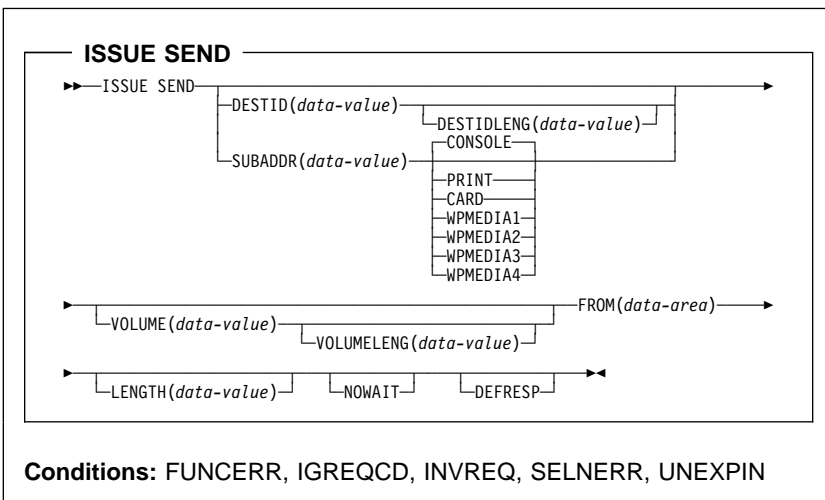 ISSUE SEND
ISSUE SEND
DESTID(data-value)
DESTIDLENG(data-value)
CONSOLE
SUBADDR(data-value)
PRINT
CARD
WPMEDIA1
WPMEDIA2
WPMEDIA3
WPMEDIA4
FROM(data-area)
VOLUME(data-value)
VOLUMELENG(data-value)
LENGTH(data-value)
NOWAIT
DEFRESP
Conditions: FUNCERR, IGREQCD, INVREQ, SELNERR, UNEXPIN